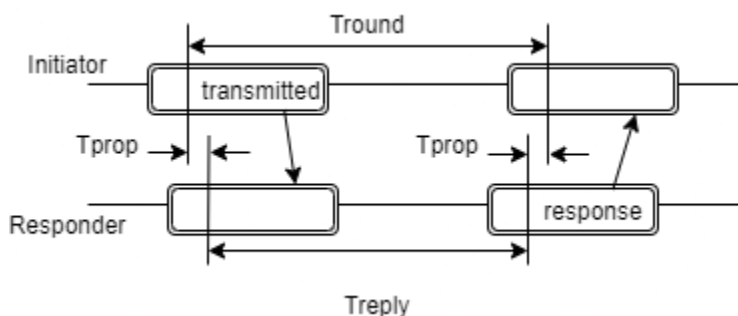 Tround
Initiator
transmitted
Tprop
Tprop
Responder
response
Treply